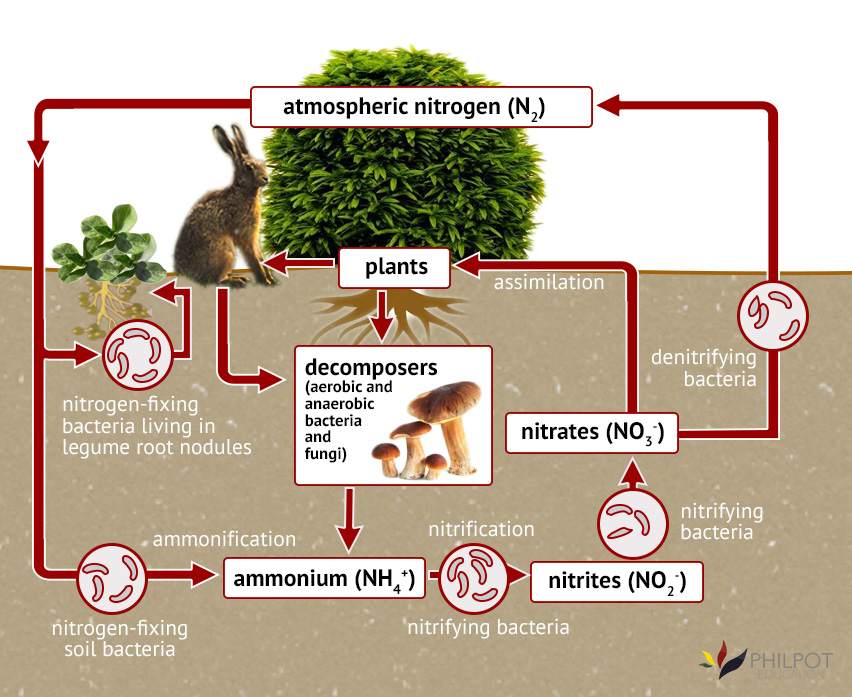 atmospheric nitrogen (N₂)
plants
assimilation
decomposers
(aerobic and
anaerobic
bacteria
and
fungi)
denitrifying
bacteria
nitrogen-fixing
bacteria living in
legume root nodules
nitrates (NO₃⁻)
nitrifying
bacteria
ammonification
nitrification
ammonium (NH₄⁺)
nitrites (NO₂⁻)
nitrogen-fixing
soil bacteria
nitrifying bacteria
PHILPOT
EDUCATION